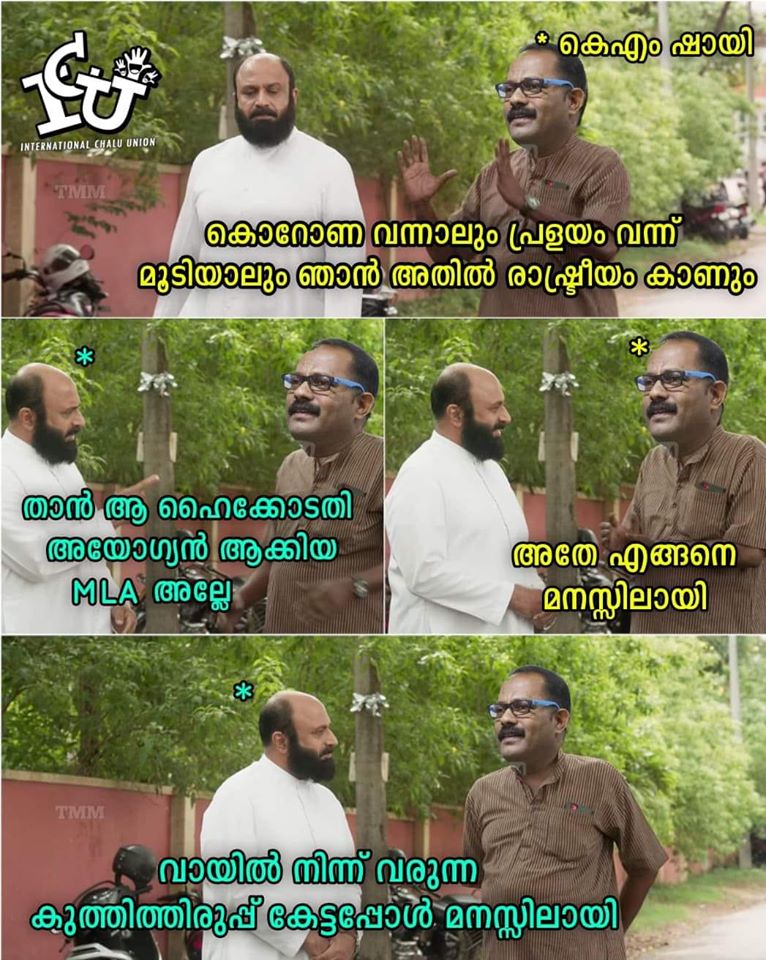 * കെഎം ഷായി
ICU
INTERNATIONAL CHALU UNION
TMM
കൊറോണ വന്നാലും പ്രളയം വന്ന്
മൂടിയാലും ഞാൻ അതിൽ രാഷ്ട്രീയം കാണും
*
താൻ ആ ഹൈക്കോടതി
അയോഗ്യൻ ആക്കിയ
MLA അല്ലേ
*
അതേ എങ്ങനെ
മനസ്സിലായി
*
TMM
വായിൽ നിന്ന് വരുന്ന
കുത്തിത്തിരുപ്പ് കേട്ടപ്പോൾ മനസ്സിലായി